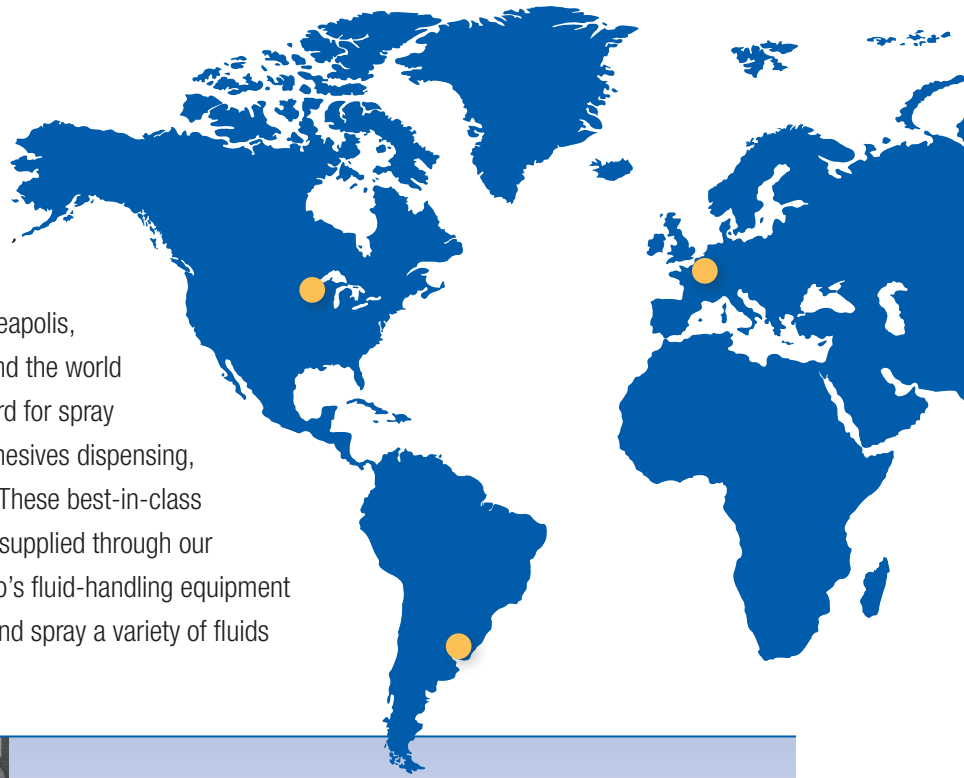 eapolis,
nd the world
rd for spray
hesives dispensing,
These best-in-class
supplied through our
o’s fluid-handling equipment
nd spray a variety of fluids